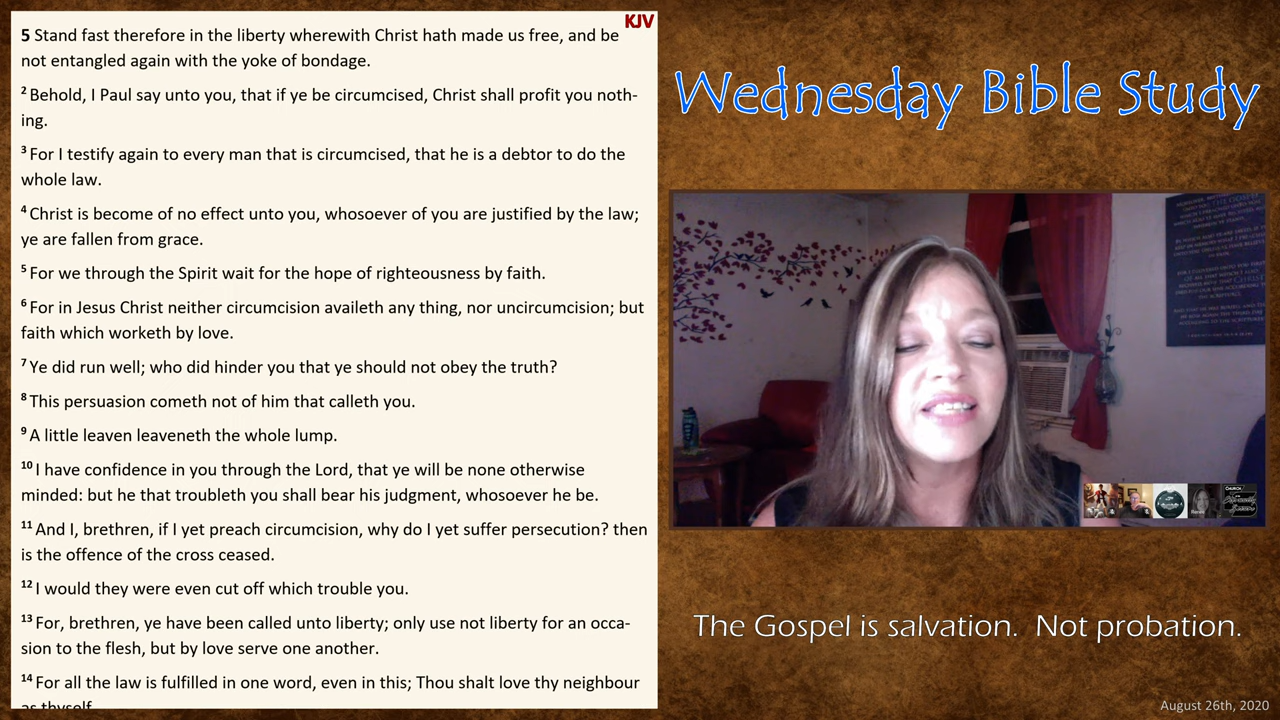 KJV
5 Stand fast therefore in the liberty wherewith Christ hath made us free, and be
not entangled again with the yoke of bondage.
2 Behold, I Paul say unto you, that if ye be circumcised, Christ shall profit you noth-
ing.
3 For I testify again to every man that is circumcised, that he is a debtor to do the
whole law.
4 Christ is become of no effect unto you, whosoever of you are justified by the law;
ye are fallen from grace.
5 For we through the Spirit wait for the hope of righteousness by faith.
6 For in Jesus Christ neither circumcision availeth any thing, nor uncircumcision; but
faith which worketh by love.
7 Ye did run well; who did hinder you that ye should not obey the truth?
8 This persuasion cometh not of him that calleth you.
9 A little leaven leaveneth the whole lump.
10 I have confidence in you through the Lord, that ye will be none otherwise
minded: but he that troubleth you shall bear his judgment, whosoever he be.
11 And I, brethren, if I yet preach circumcision, why do I yet suffer persecution? then
is the offence of the cross ceased.
12 I would they were even cut off which trouble you.
13 For, brethren, ye have been called unto liberty; only use not liberty for an occa-
sion to the flesh, but by love serve one another.
14 For all the law is fulfilled in one word, even in this; Thou shalt love thy neighbour
as thyself
Wednesday Bible Study
The Gospel is salvation. Not probation.
August 26th, 2020